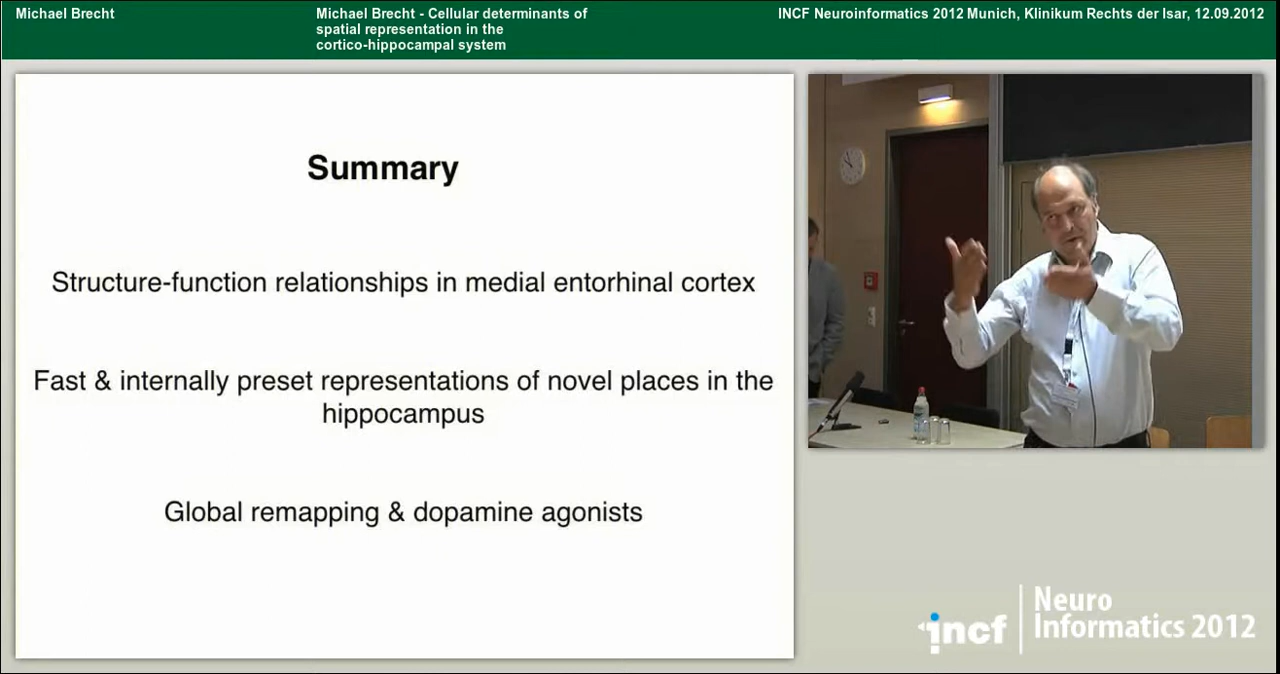 Michael Brecht
Michael Brecht - Cellular determinants of
spatial representation in the
cortico-hippocampal system
INCF Neuroinformatics 2012 Munich, Klinikum Rechts der Isar, 12.09.2012
Summary
Structure-function relationships in medial entorhinal cortex
Fast & internally preset representations of novel places in the
hippocampus
Global remapping & dopamine agonists
incf
Neuro
Informatics 2012